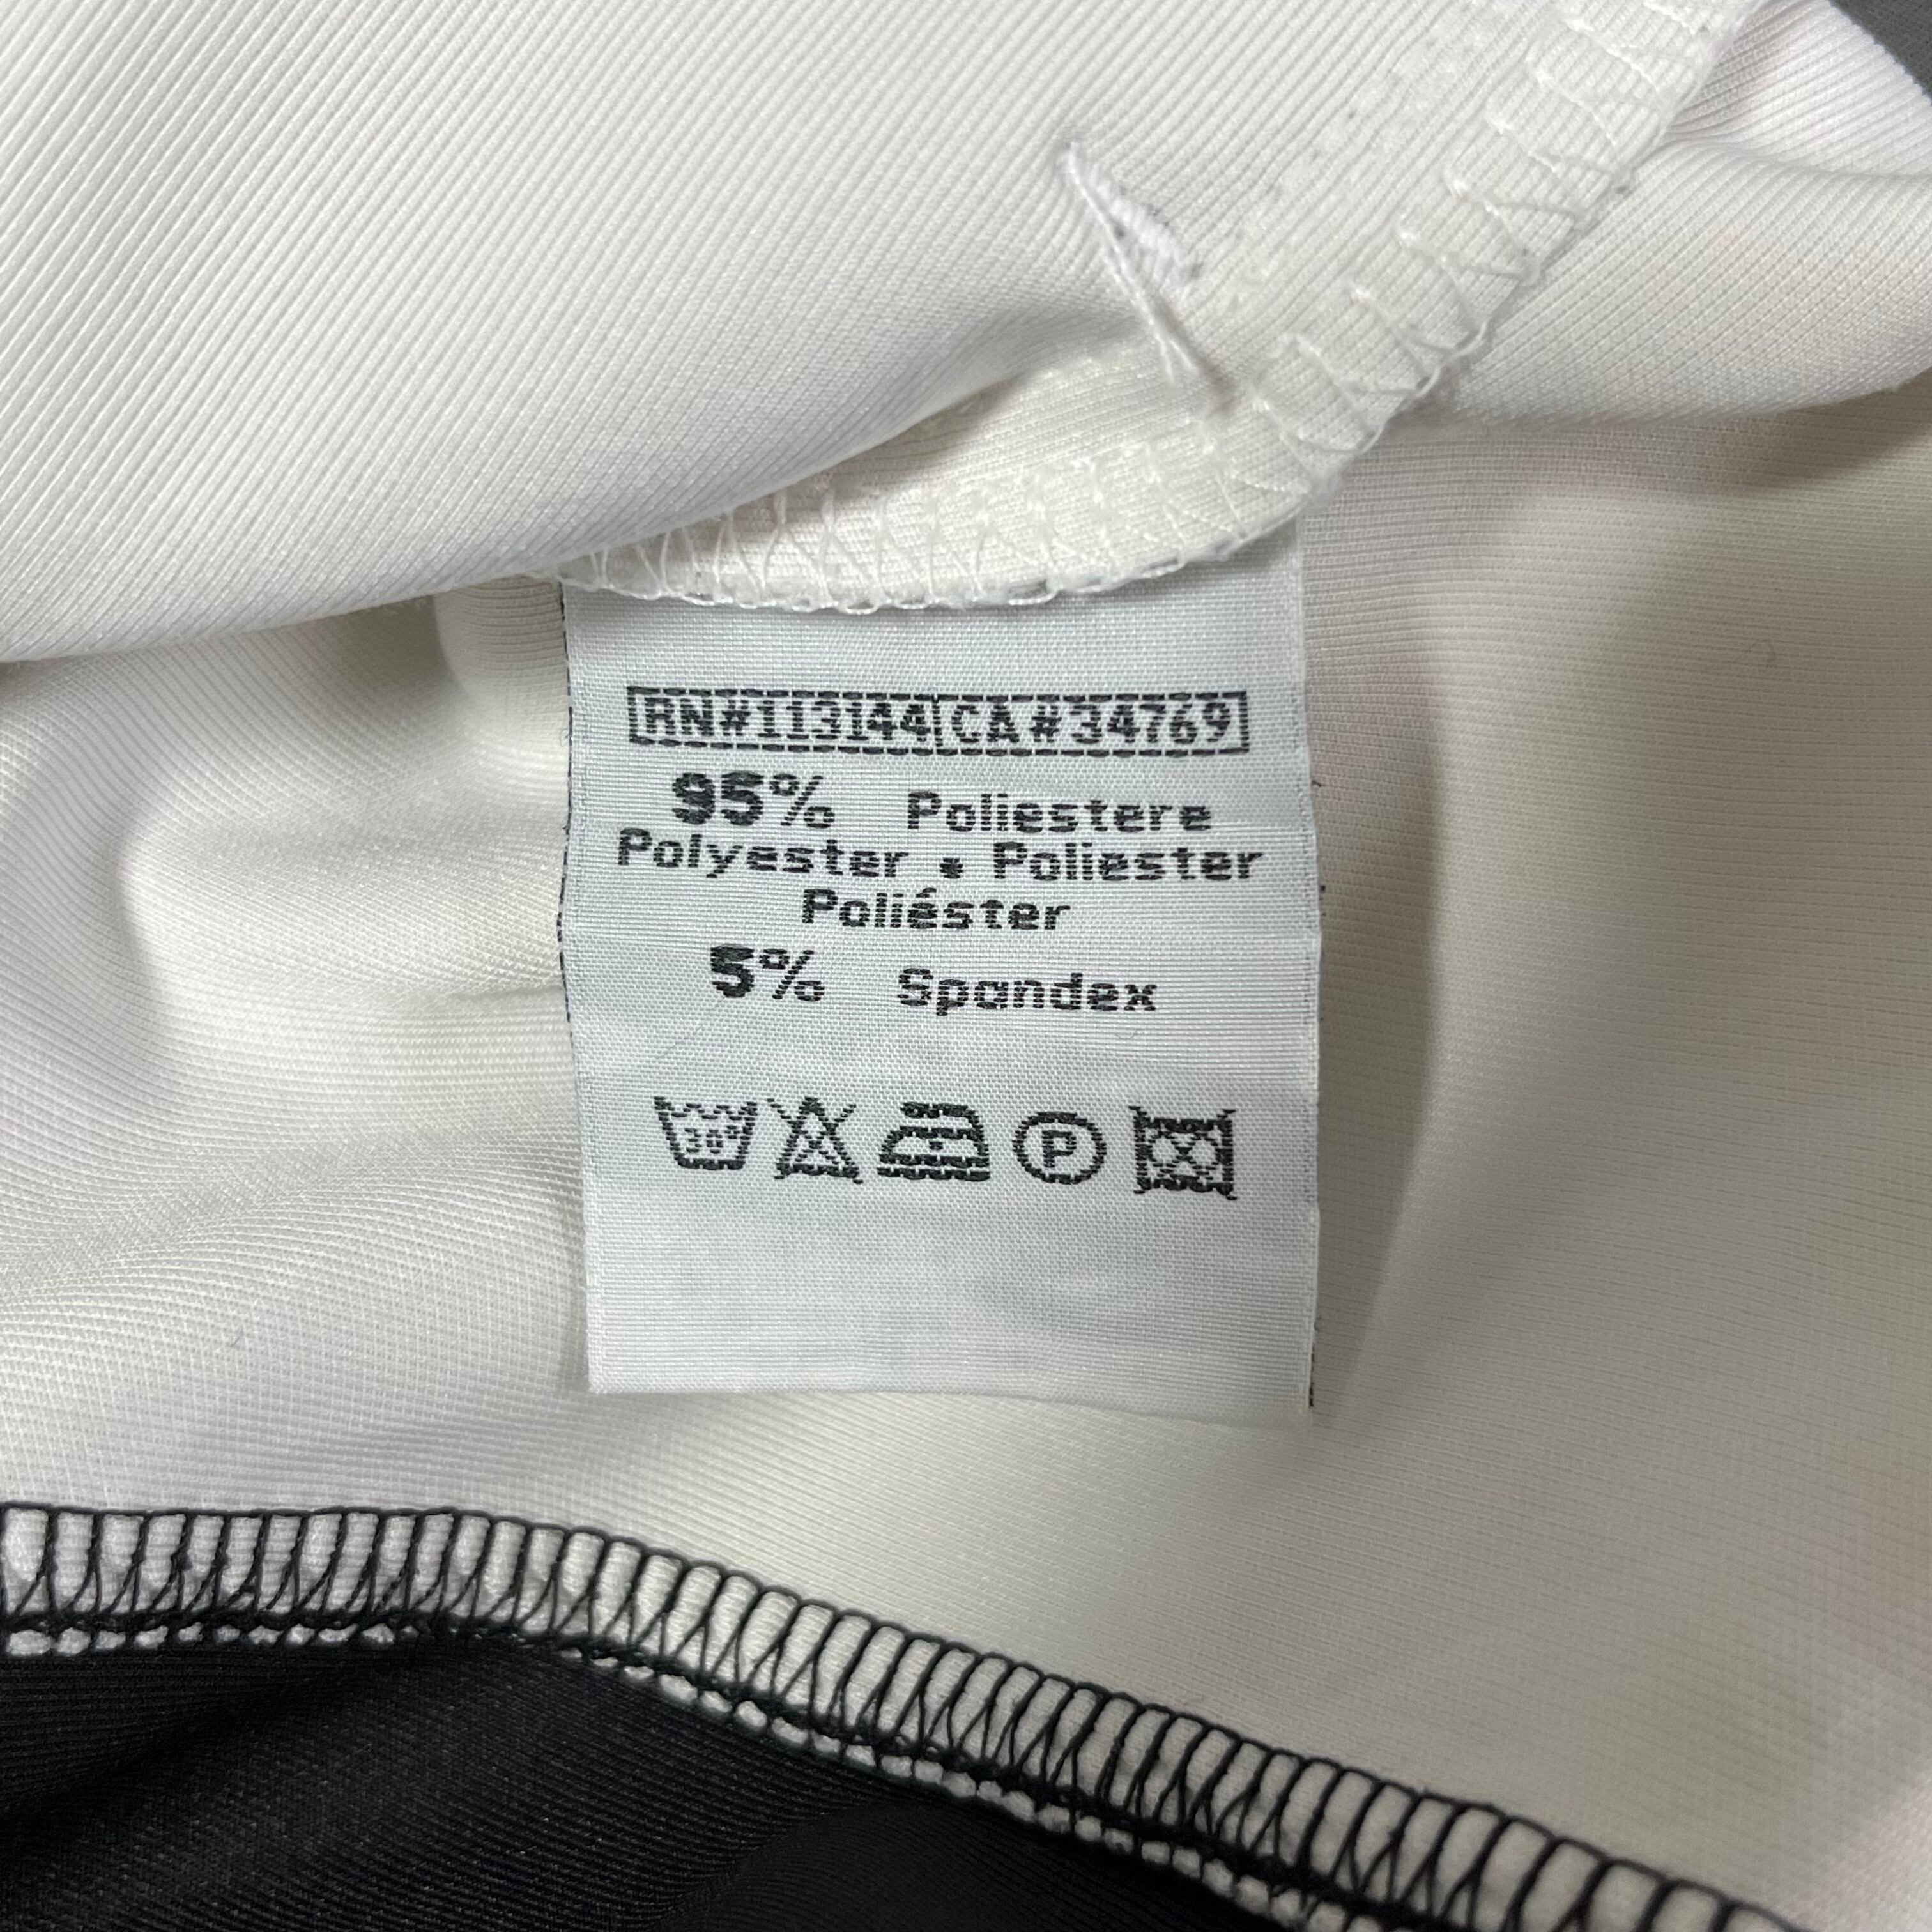 RN#113144 CA#34769
95% Poliestere
Polyester • Poliester
Poliéster
5% Spandex
30° P